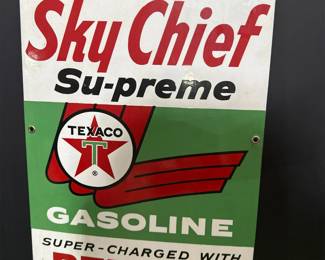 Sky Chief
Su-preme
TEXACO
T
®
GASOLINE
SUPER-CHARGED WITH